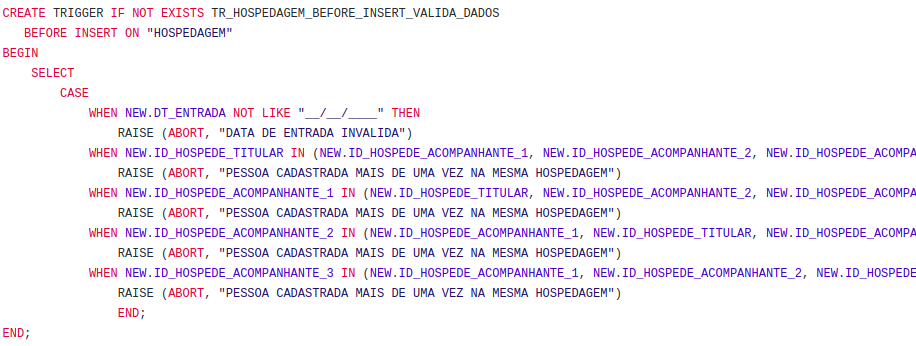 CREATE TRIGGER IF NOT EXISTS TR_HOSPEDAGEM_BEFORE_INSERT_VALIDA_DADOS
BEFORE INSERT ON "HOSPEDAGEM"
BEGIN
SELECT
CASE
WHEN NEW.DT_ENTRADA NOT LIKE "__/__/____" THEN
RAISE (ABORT, "DATA DE ENTRADA INVALIDA")
WHEN NEW.ID_HOSPEDE_TITULAR IN (NEW.ID_HOSPEDE_ACOMPANHANTE_1, NEW.ID_HOSPEDE_ACOMPANHANTE_2, NEW.ID_HOSPEDE_ACOMPA
RAISE (ABORT, "PESSOA CADASTRADA MAIS DE UMA VEZ NA MESMA HOSPEDAGEM")
WHEN NEW.ID_HOSPEDE_ACOMPANHANTE_1 IN (NEW.ID_HOSPEDE_TITULAR, NEW.ID_HOSPEDE_ACOMPANHANTE_2, NEW.ID_HOSPEDE_ACOMPA
RAISE (ABORT, "PESSOA CADASTRADA MAIS DE UMA VEZ NA MESMA HOSPEDAGEM")
WHEN NEW.ID_HOSPEDE_ACOMPANHANTE_2 IN (NEW.ID_HOSPEDE_ACOMPANHANTE_1, NEW.ID_HOSPEDE_TITULAR, NEW.ID_HOSPEDE_ACOMPA
RAISE (ABORT, "PESSOA CADASTRADA MAIS DE UMA VEZ NA MESMA HOSPEDAGEM")
WHEN NEW.ID_HOSPEDE_ACOMPANHANTE_3 IN (NEW.ID_HOSPEDE_ACOMPANHANTE_1, NEW.ID_HOSPEDE_ACOMPANHANTE_2, NEW.ID_HOSPEDE
RAISE (ABORT, "PESSOA CADASTRADA MAIS DE UMA VEZ NA MESMA HOSPEDAGEM")
END;
END;